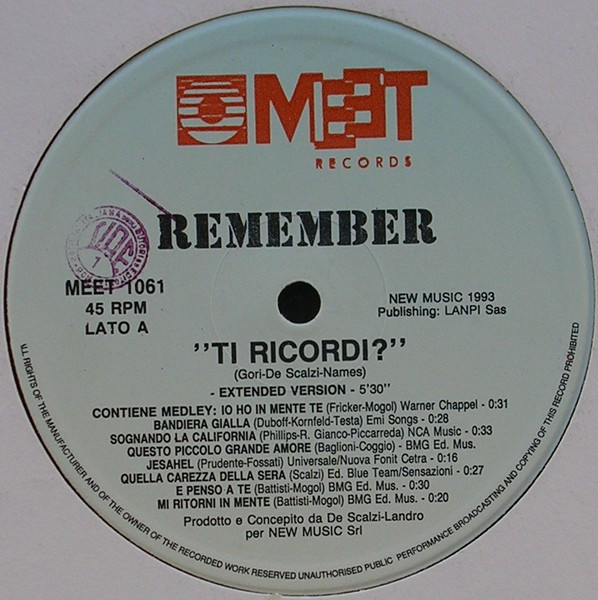 MEET
RECORDS
REMEMBER
MEET 1061
45 RPM
LATO A
NEW MUSIC 1993
Publishing: LANPI Sas
''TI RICORDI?''
(Gori-De Scalzi-Names)
- EXTENDED VERSION - 5'30''
CONTIENE MEDLEY: IO HO IN MENTE TE (Fricker-Mogol) Warner Chappel - 0:31
BANDIERA GIALLA (Duboff-Kornfeld-Testa) Emi Songs - 0:28
SOGNANDO LA CALIFORNIA (Phillips-R. Gianco-Piccarreda) NCA Music - 0:33
QUESTO PICCOLO GRANDE AMORE (Baglioni-Coggio) - BMG Ed. Mus.
JESAHEL (Prudente-Fossati) Universale/Nuova Fonit Cetra - 0:16
QUELLA CAREZZA DELLA SERA (Scalzi) Ed. Blue Team/Sensazioni - 0:27
E PENSO A TE (Battisti-Mogol) BMG Ed. Mus. - 0:30
MI RITORNI IN MENTE (Battisti-Mogol) BMG Ed. Mus. - 0:20
Prodotto e Concepito da De Scalzi-Landro
per NEW MUSIC Srl
ALL RIGHTS OF THE MANUFACTURER AND OF THE OWNER OF THE RECORDED WORK RESERVED UNAUTHORISED PUBLIC PERFORMANCE BROADCASTING AND COPYING OF THIS RECORD PROHIBITED